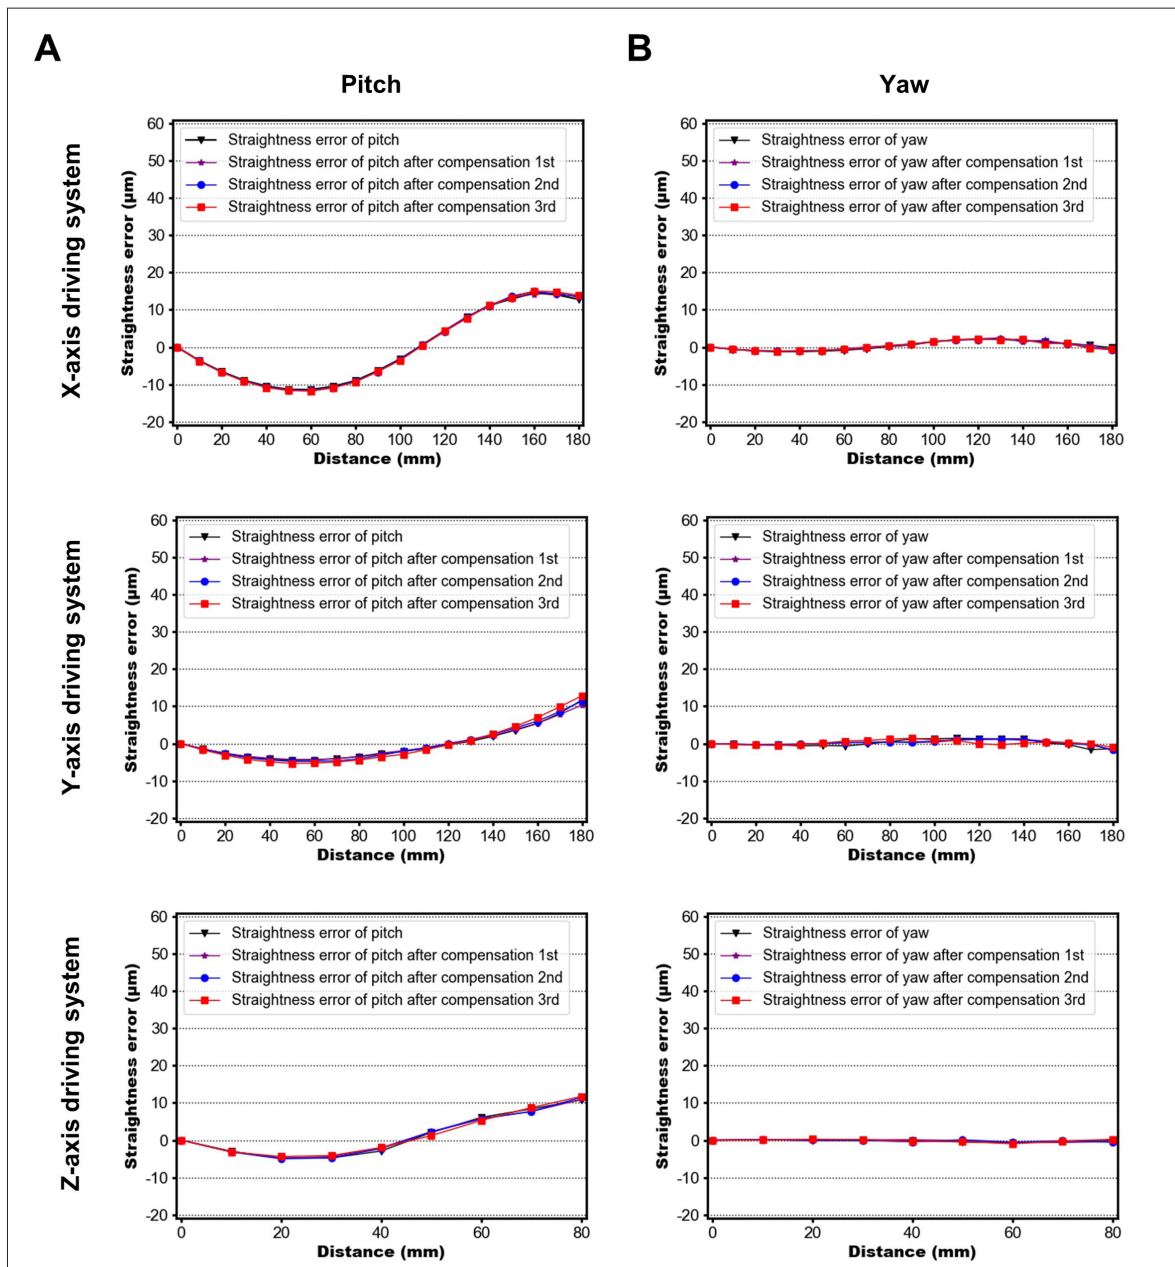 A
B
Pitch
Yaw
X-axis driving system
Straightness error (μm)
60
50
40
30
20
10
0
-10
-20
Straightness error of pitch
Straightness error of pitch after compensation 1st
Straightness error of pitch after compensation 2nd
Straightness error of pitch after compensation 3rd
0 20 40 60 80 100 120 140 160 180
Distance (mm)
Straightness error (μm)
60
50
40
30
20
10
0
-10
-20
Straightness error of yaw
Straightness error of yaw after compensation 1st
Straightness error of yaw after compensation 2nd
Straightness error of yaw after compensation 3rd
0 20 40 60 80 100 120 140 160 180
Distance (mm)
Y-axis driving system
Straightness error (μm)
60
50
40
30
20
10
0
-10
-20
Straightness error of pitch
Straightness error of pitch after compensation 1st
Straightness error of pitch after compensation 2nd
Straightness error of pitch after compensation 3rd
0 20 40 60 80 100 120 140 160 180
Distance (mm)
Straightness error (μm)
60
50
40
30
20
10
0
-10
-20
Straightness error of yaw
Straightness error of yaw after compensation 1st
Straightness error of yaw after compensation 2nd
Straightness error of yaw after compensation 3rd
0 20 40 60 80 100 120 140 160 180
Distance (mm)
Z-axis driving system
Straightness error (μm)
60
50
40
30
20
10
0
-10
-20
Straightness error of pitch
Straightness error of pitch after compensation 1st
Straightness error of pitch after compensation 2nd
Straightness error of pitch after compensation 3rd
0 20 40 60 80
Distance (mm)
Straightness error (μm)
60
50
40
30
20
10
0
-10
-20
Straightness error of yaw
Straightness error of yaw after compensation 1st
Straightness error of yaw after compensation 2nd
Straightness error of yaw after compensation 3rd
0 20 40 60 80
Distance (mm)